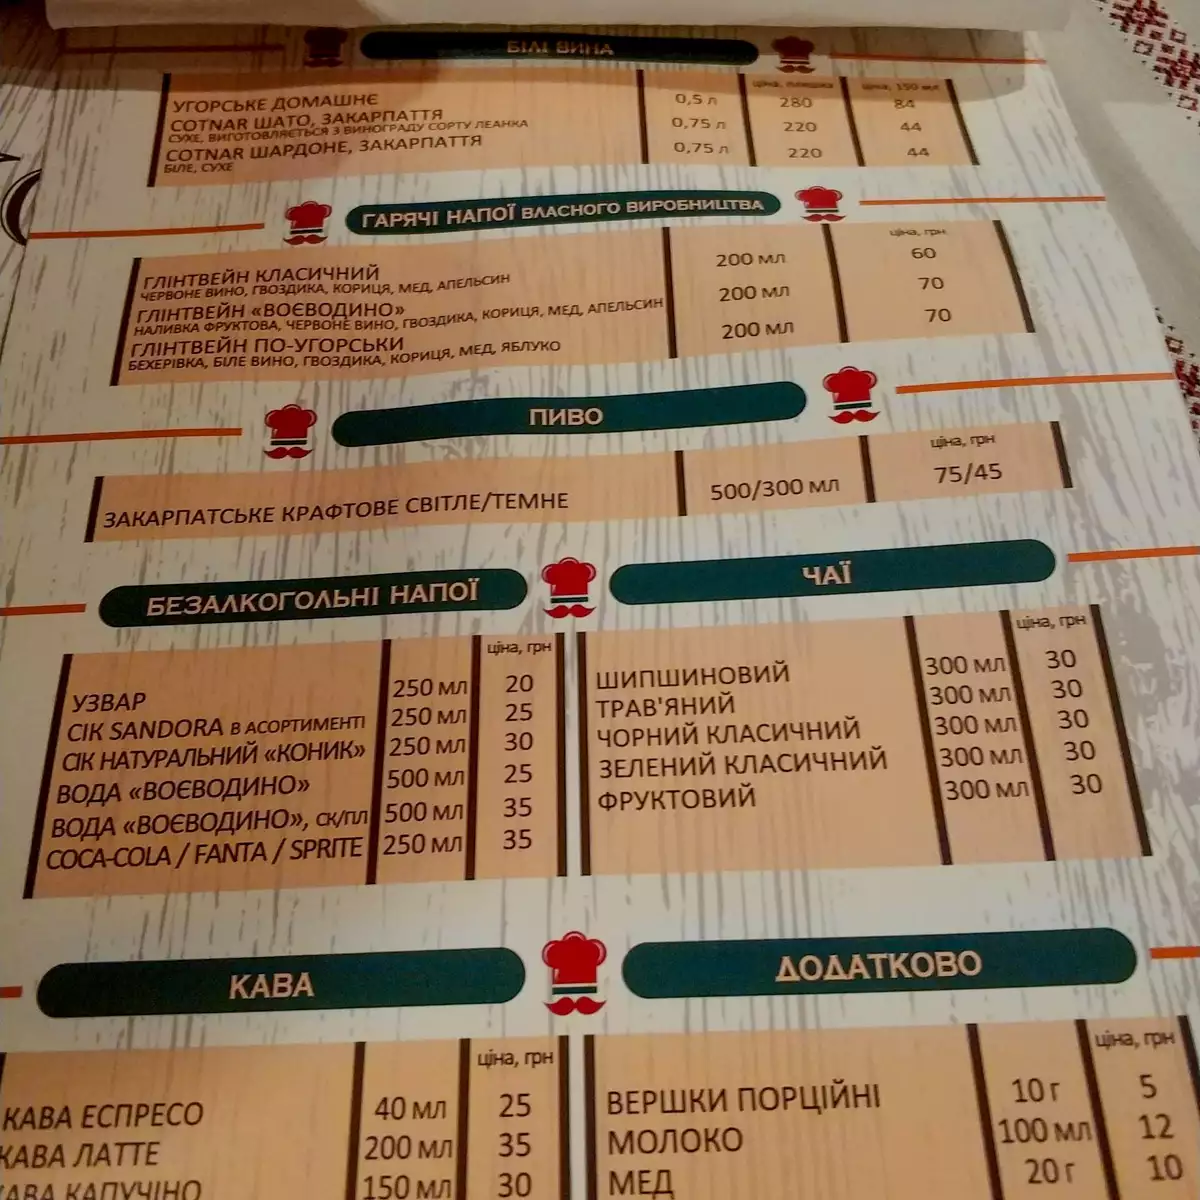 БІЛІ ВИНА
ціна, пляшка ціна, 150 мл
УГОРСЬКЕ ДОМАШНЄ 0,5 л 280 84
СОТNAR ШАТО, ЗАКАРПАТТЯ 0,75 л 220 44
СУХЕ, ВИГОТОВЛЯЄТЬСЯ З ВИНОГРАДУ СОРТУ ЛЕАНКА
COTNAR ШАРДОНЕ, ЗАКАРПАТТЯ 0,75 л 220 44
БІЛЕ, СУХЕ
ГАРЯЧІ НАПОЇ ВЛАСНОГО ВИРОБНИЦТВА
ціна, грн
ГЛІНТВЕЙН КЛАСИЧНИЙ 200 мл 60
ЧЕРВОНЕ ВИНО, ГВОЗДИКА, КОРИЦЯ, МЕД, АПЕЛЬСИН
ГЛІНТВЕЙН «ВОЄВОДИНО» 200 мл 70
НАЛИВКА ФРУКТОВА, ЧЕРВОНЕ ВИНО, ГВОЗДИКА, КОРИЦЯ, МЕД, АПЕЛЬСИН
ГЛІНТВЕЙН ПО-УГОРСЬКИ 200 мл 70
БЕХЕРІВКА, БІЛЕ ВИНО, ГВОЗДИКА, КОРИЦЯ, МЕД, ЯБЛУКО
ПИВО
ціна, грн
ЗАКАРПАТСЬКЕ КРАФТОВЕ СВІТЛЕ/ТЕМНЕ 500/300 мл 75/45
БЕЗАЛКОГОЛЬНІ НАПОЇ
ціна, грн
УЗВАР 250 мл 20
СІК SANDORA В АСОРТИМЕНТІ 250 мл 25
СІК НАТУРАЛЬНИЙ «КОНИК» 250 мл 30
ВОДА «ВОЄВОДИНО» 500 мл 25
ВОДА «ВОЄВОДИНО», СК/ПЛ 500 мл 35
COCA-COLA / FANTA / SPRITE 250 мл 35
ЧАЇ
ціна, грн
ШИПШИНОВИЙ 300 мл 30
ТРАВ'ЯНИЙ 300 мл 30
ЧОРНИЙ КЛАСИЧНИЙ 300 мл 30
ЗЕЛЕНИЙ КЛАСИЧНИЙ 300 мл 30
ФРУКТОВИЙ 300 мл 30
КАВА
ціна, грн
КАВА ЕСПРЕСО 40 мл 25
КАВА ЛАТТЕ 200 мл 35
КАВА КАПУЧІНО 150 мл 30
ДОДАТКОВО
ціна, грн
ВЕРШКИ ПОРЦІЙНІ 10 г 5
МОЛОКО 100 мл 12
МЕД 20 г 10